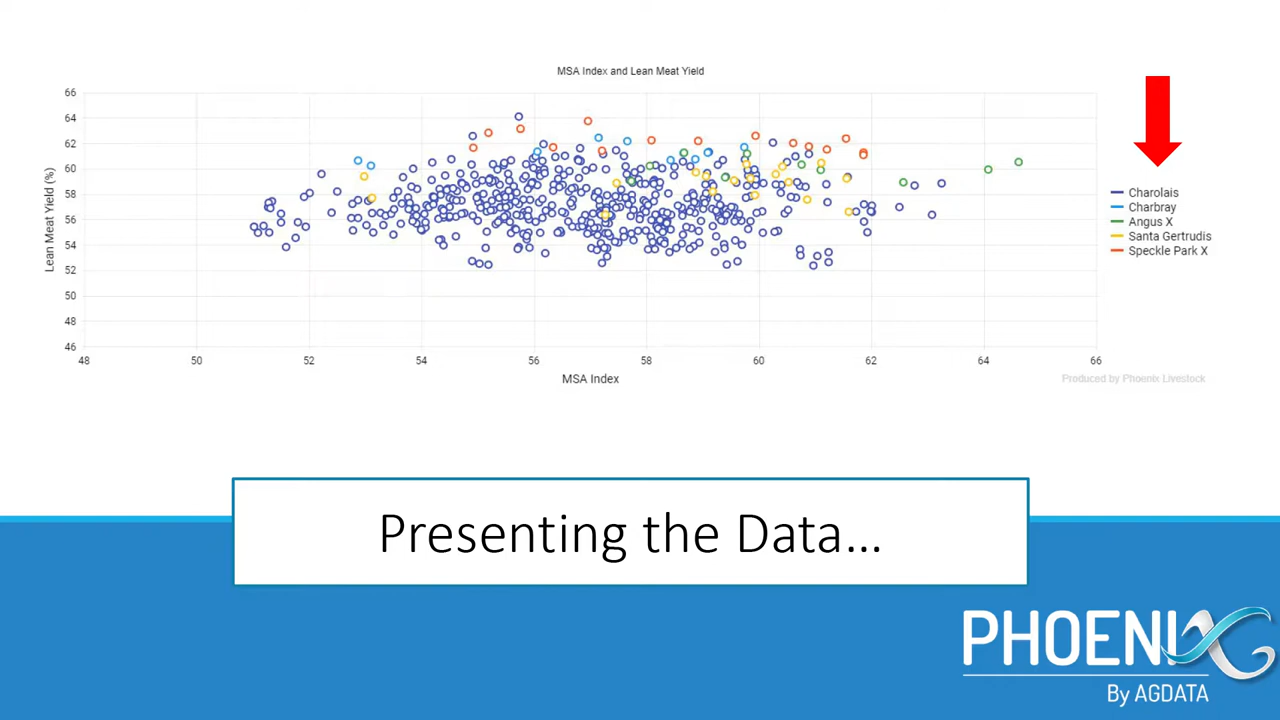 MSA Index and Lean Meat Yield
Lean Meat Yield (%)
66
64
62
60
58
56
54
52
50
48
46
48 50 52 54 56 58 60 62 64 66
MSA Index
Charolais
Charbray
Angus X
Santa Gertrudis
Speckle Park X
Produced by Phoenix Livestock
Presenting the Data...
PHOENIX
By AGDATA